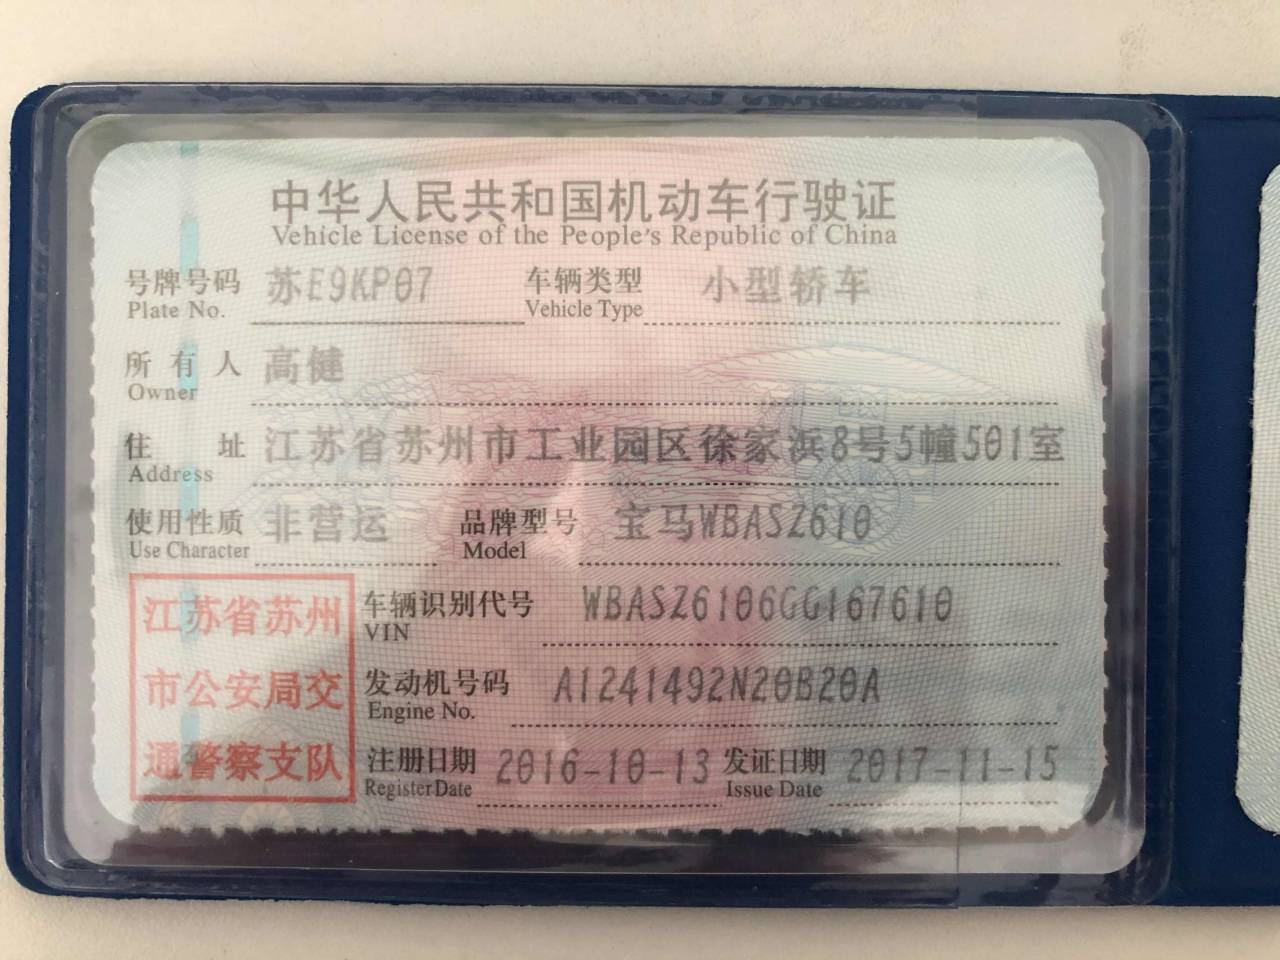 中华人民共和国机动车行驶证
Vehicle License of the People's Republic of China
号牌号码 苏E9KP07 车辆类型 小型轿车
Plate No. Vehicle Type
所有人 高健
Owner
住址 江苏省苏州市工业园区徐家浜8号5幢501室
Address
使用性质 非营运 品牌型号 宝马WBASZ610
Use Character Model
江苏省苏州
市公安局交
通警察支队
车辆识别代号 WBASZ6106GG167610
VIN
发动机号码 A1241492N20B20A
Engine No.
注册日期 2016-10-13 发证日期 2017-11-15
Register Date Issue Date